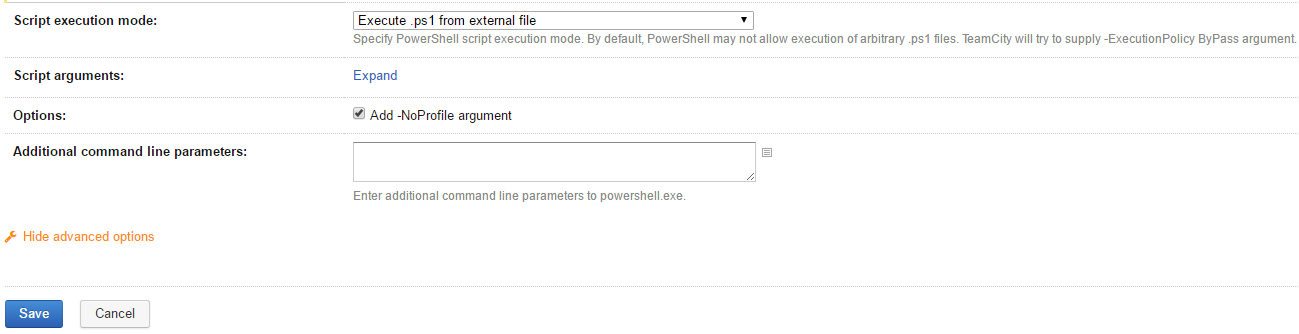 Script execution mode: Execute .ps1 from external file
Specify PowerShell script execution mode. By default, PowerShell may not allow execution of arbitrary .ps1 files. TeamCity will try to supply -ExecutionPolicy ByPass argument.
Script arguments: Expand
Options: Add -NoProfile argument
Additional command line parameters:
Enter additional command line parameters to powershell.exe.
Hide advanced options
Save Cancel